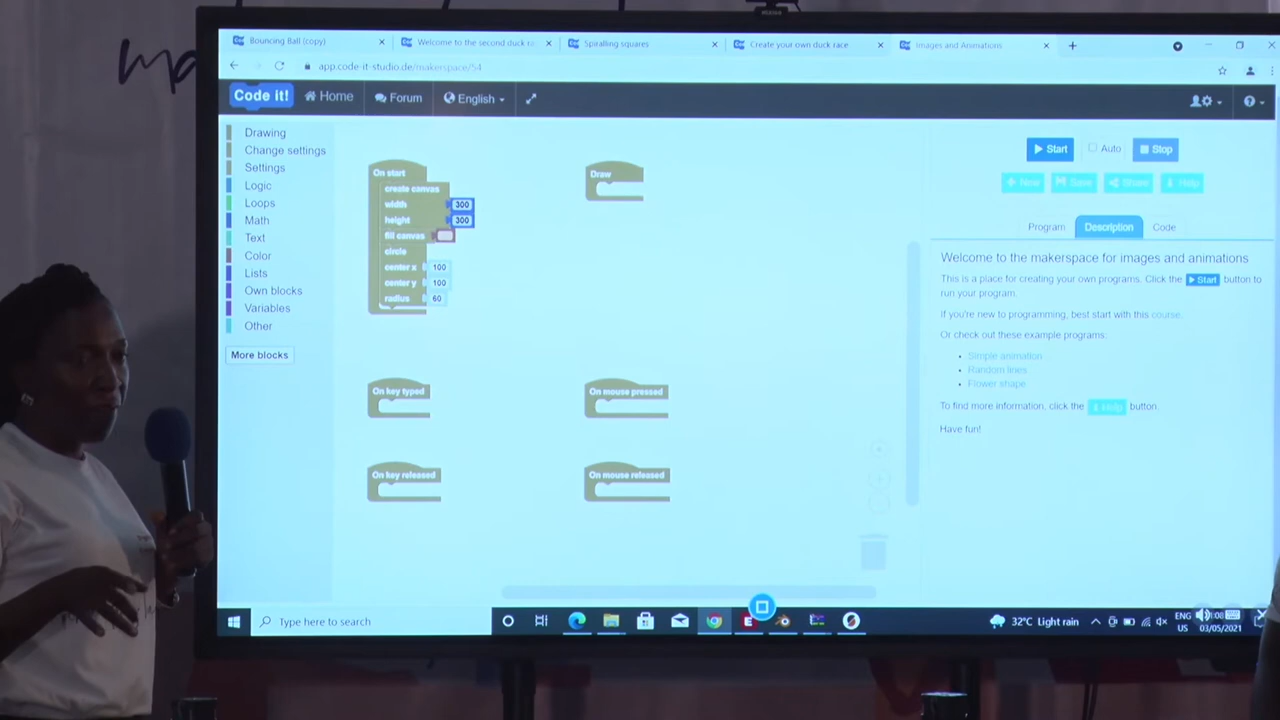 ma
Bouncing Ball (copy)
Welcome to the second duck ra
Spiralling squares
Create your own duck race
Images and Animations
app.code-it-studio.de/makerspace/54
Code it!
Home
Forum
English
Drawing
Change settings
Settings
Logic
Loops
Math
Text
Color
Lists
Own blocks
Variables
Other
More blocks
On start
create canvas
width 300
height 300
fill canvas
circle
center x 100
center y 100
radius 60
Draw
On key typed
On mouse pressed
On key released
On mouse released
Start
Auto
Stop
New
Save
Share
Help
Program
Description
Code
Welcome to the makerspace for images and animations
This is a place for creating your own programs. Click the Start button to
run your program.
If you're new to programming, best start with this course.
Or check out these example programs:
Simple animation
Random lines
Flower shape
To find more information, click the Help button.
Have fun!
Type here to search
32°C Light rain
ENG
US
03/05/2021